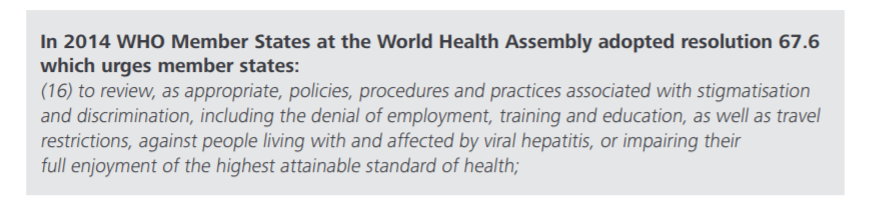 In 2014 WHO Member States at the World Health Assembly adopted resolution 67.6
which urges member states:
(16) to review, as appropriate, policies, procedures and practices associated with stigmatisation
and discrimination, including the denial of employment, training and education, as well as travel
restrictions, against people living with and affected by viral hepatitis, or impairing their
full enjoyment of the highest attainable standard of health;